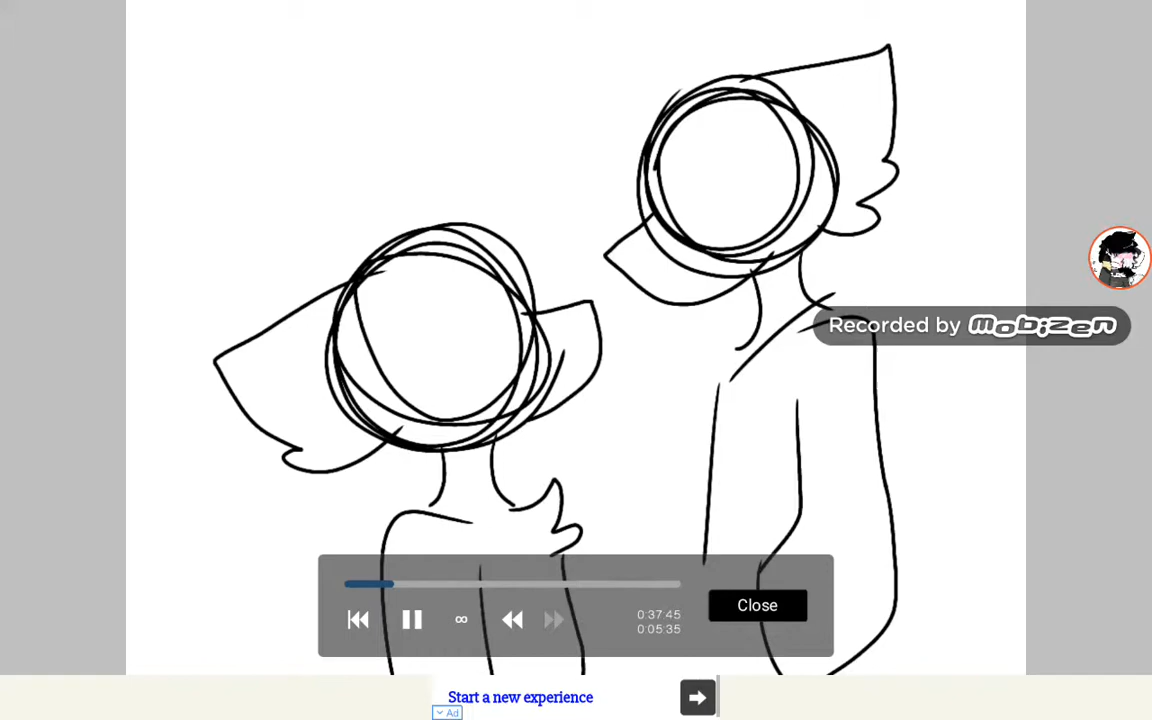 Recorded by mobizen
0:37:45
0:05:35
Close
Start a new experience
Ad